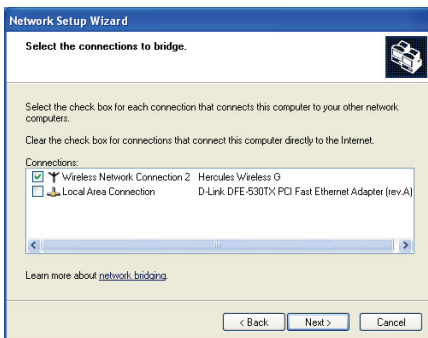 Network Setup Wizard
Select the connections to bridge.
Select the check box for each connection that connects this computer to your other network
computers.
Clear the check box for connections that connect this computer directly to the Internet.
Connections:
Wireless Network Connection 2 Hercules Wireless G
Local Area Connection D-Link DFE-530TX PCI Fast Ethernet Adapter (rev.A)
Learn more about network bridging.
< Back Next > Cancel